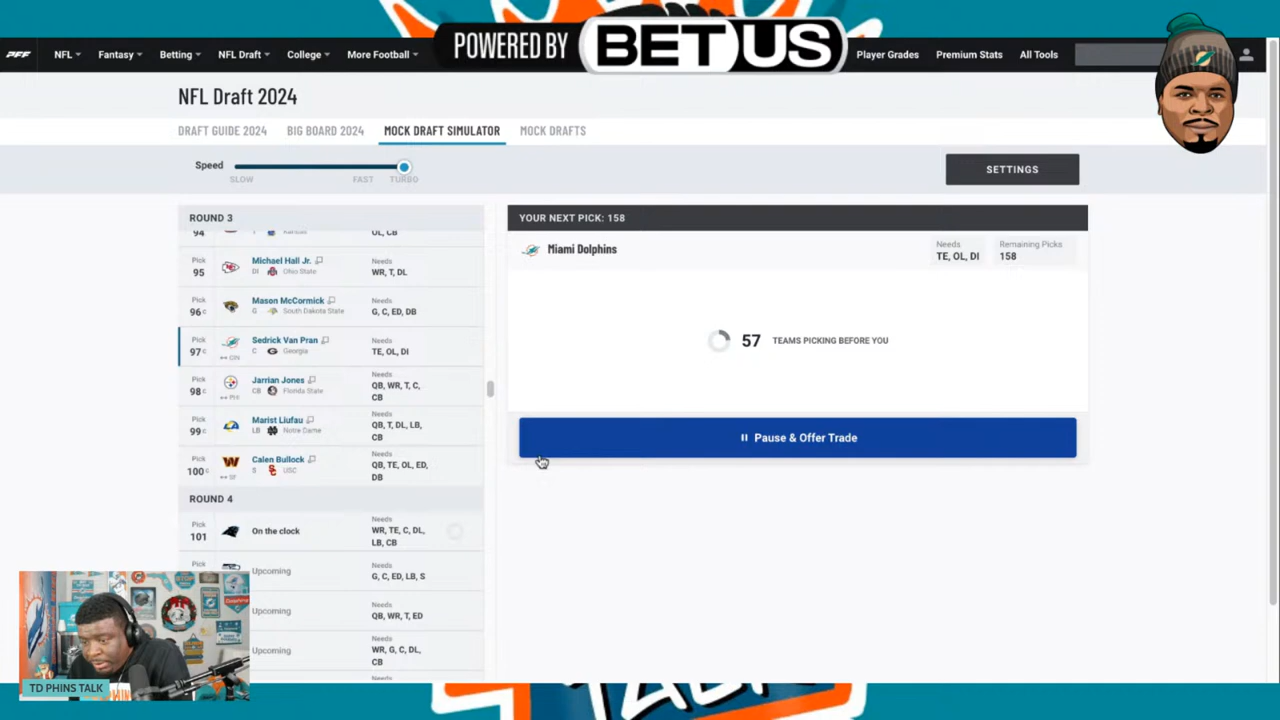 POWERED BY BETUS
PFF NFL Fantasy Betting NFL Draft College More Football Player Grades Premium Stats All Tools
NFL Draft 2024
DRAFT GUIDE 2024 BIG BOARD 2024 MOCK DRAFT SIMULATOR MOCK DRAFTS
Speed
SLOW FAST TURBO
SETTINGS
ROUND 3
94 Kansas OL, CB
Pick 95 Michael Hall Jr. Needs
DI Ohio State WR, T, DL
Pick 96 C Mason McCormick Needs
G South Dakota State G, C, ED, DB
Pick 97 C Sedrick Van Pran Needs
C Georgia TE, OL, DI
Pick 98 C Jarrian Jones Needs
CB Florida State QB, WR, T, C,
CB
Pick 99 C Marist Liufau Needs
LB Notre Dame QB, T, DL, LB,
CB
Pick 100 C Calen Bullock Needs
S USC QB, TE, OL, ED,
DB
ROUND 4
Pick 101 On the clock Needs
WR, TE, C, DL,
LB, CB
Pick Upcoming Needs
G, C, ED, LB, S
Upcoming Needs
QB, WR, T, ED
Upcoming Needs
WR, G, C, DL,
CB
Needs
YOUR NEXT PICK: 158
Miami Dolphins
Needs
TE, OL, DI
Remaining Picks
158
57 TEAMS PICKING BEFORE YOU
Pause & Offer Trade
TD PHINS TALK
TALK